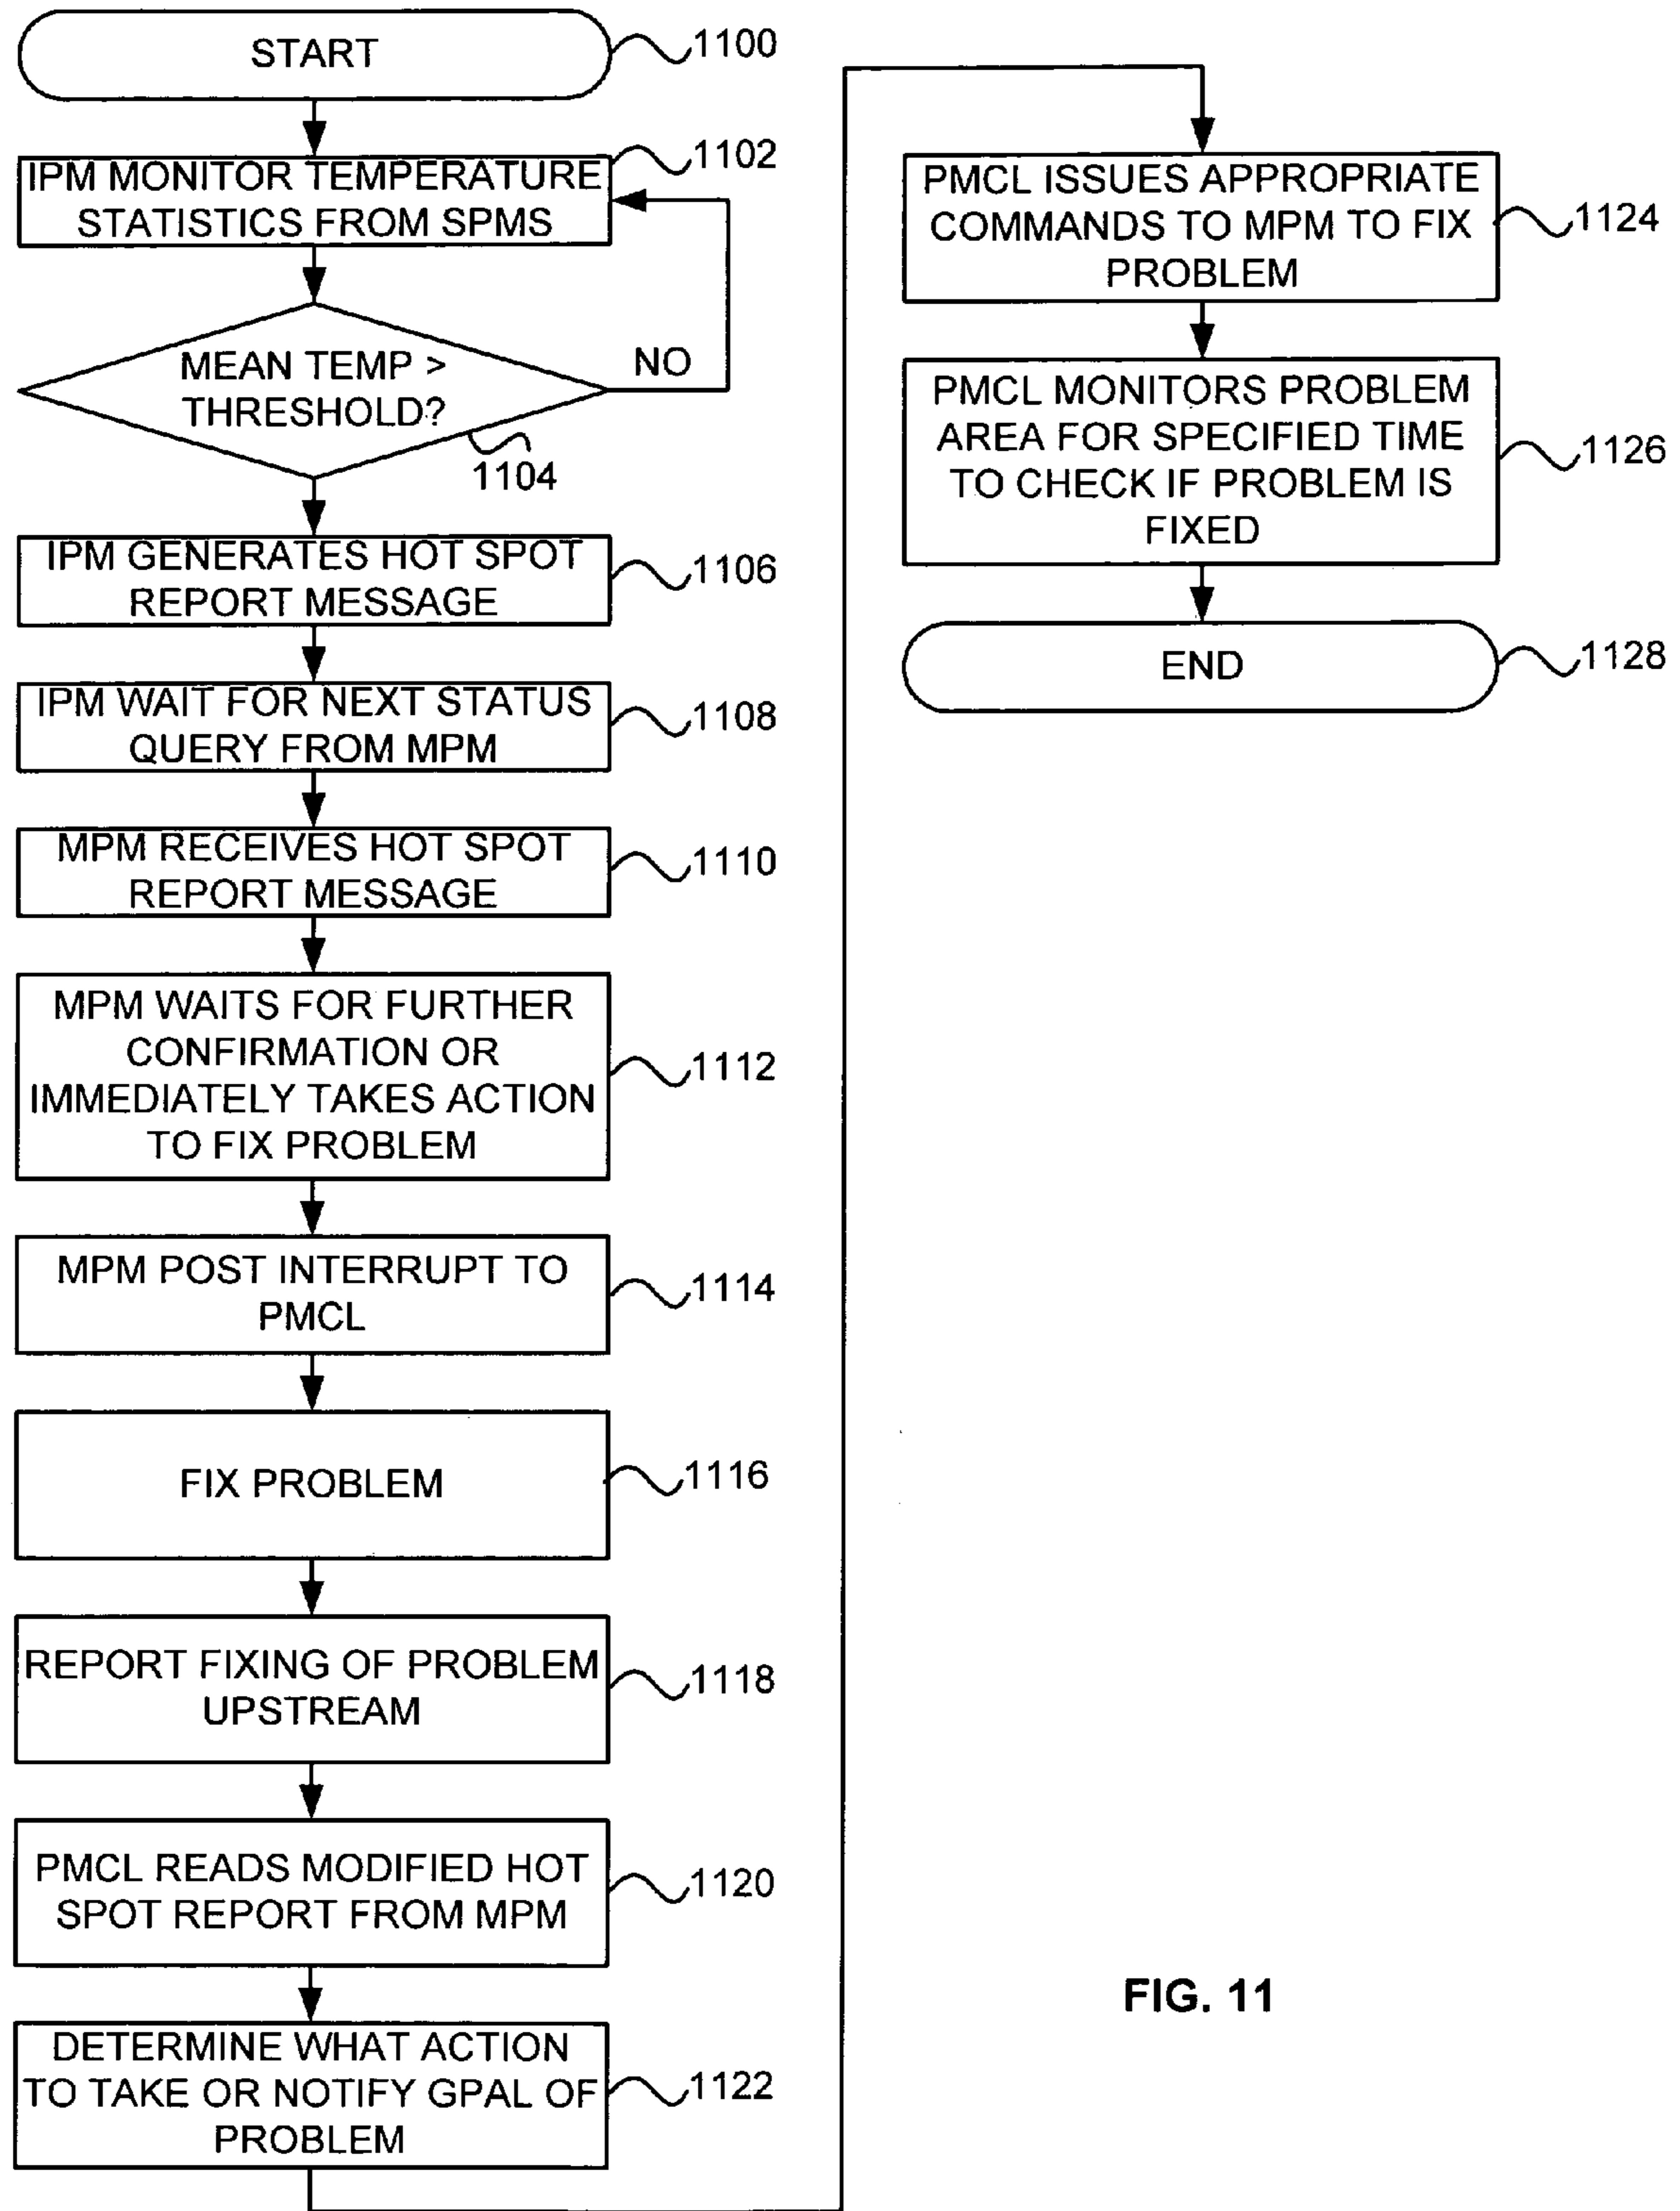 START
1100
IPM MONITOR TEMPERATURE
STATISTICS FROM SPMS
1102
MEAN TEMP >
THRESHOLD?
NO
1104
IPM GENERATES HOT SPOT
REPORT MESSAGE
1106
IPM WAIT FOR NEXT STATUS
QUERY FROM MPM
1108
MPM RECEIVES HOT SPOT
REPORT MESSAGE
1110
MPM WAITS FOR FURTHER
CONFIRMATION OR
IMMEDIATELY TAKES ACTION
TO FIX PROBLEM
1112
MPM POST INTERRUPT TO
PMCL
1114
FIX PROBLEM
1116
REPORT FIXING OF PROBLEM
UPSTREAM
1118
PMCL READS MODIFIED HOT
SPOT REPORT FROM MPM
1120
DETERMINE WHAT ACTION
TO TAKE OR NOTIFY GPAL OF
PROBLEM
1122
PMCL ISSUES APPROPRIATE
COMMANDS TO MPM TO FIX
PROBLEM
1124
PMCL MONITORS PROBLEM
AREA FOR SPECIFIED TIME
TO CHECK IF PROBLEM IS
FIXED
1126
END
1128
FIG. 11